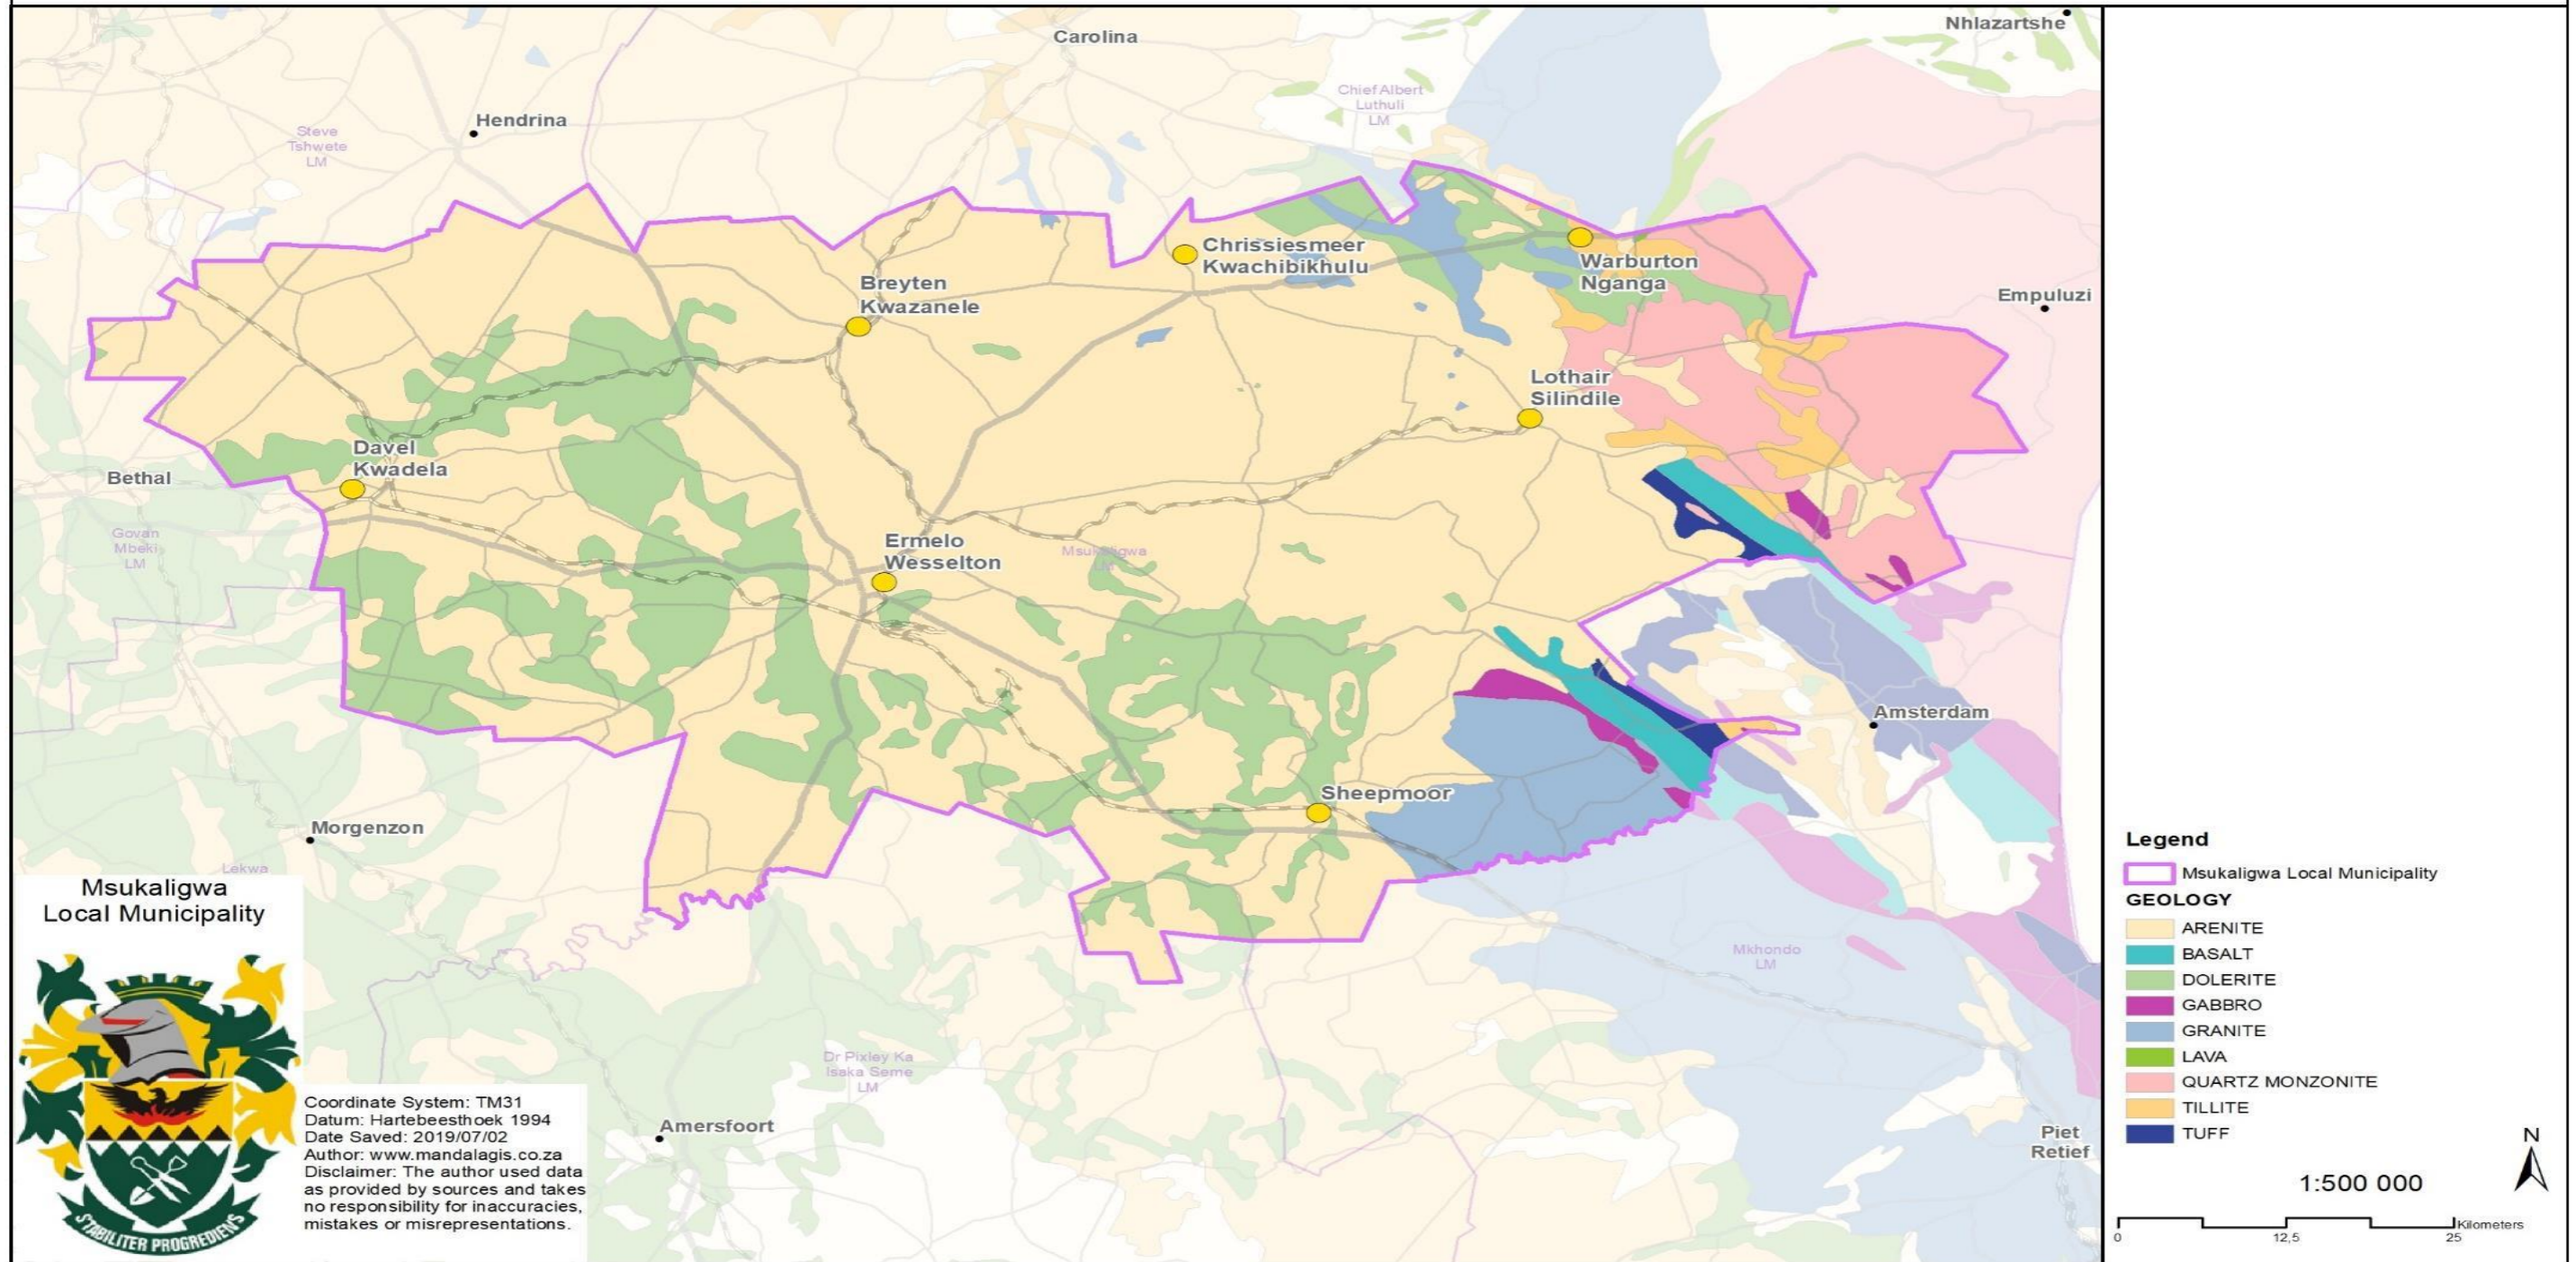 Nhlazartshe
Carolina
Chief Albert
Luthuli
LM
Hendrina
Steve
Tshwete
LM
Chrissiesmeer
Kwachibikhulu
Warburton
Nganga
Breyten
Kwazanele
Empuluzi
Lothair
Silindile
Davel
Kwadela
Bethal
Govan
Mbeki
LM
Ermelo
Wesselton
Msukaligwa
LM
Amsterdam
Sheepmoor
Morgenzon
Lekwa
Mkhondo
LM
Dr Pixley Ka
Isaka Seme
LM
Amersfoort
Piet
Retief
Msukaligwa
Local Municipality
STABILITER PROGREDIENS
Coordinate System: TM31
Datum: Hartebeesthoek 1994
Date Saved: 2019/07/02
Author: www.mandalagis.co.za
Disclaimer: The author used data
as provided by sources and takes
no responsibility for inaccuracies,
mistakes or misrepresentations.
Legend
Msukaligwa Local Municipality
GEOLOGY
ARENITE
BASALT
DOLERITE
GABBRO
GRANITE
LAVA
QUARTZ MONZONITE
TILLITE
TUFF
N
1:500 000
Kilometers
0 12,5 25